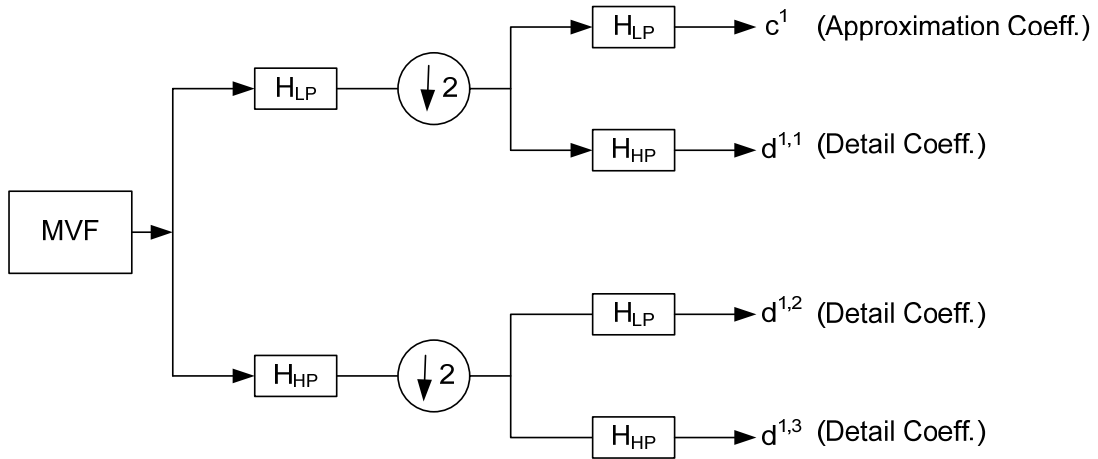 MVF
H_LP
↓ 2
H_LP
c^1 (Approximation Coeff.)
H_HP
d^1,1 (Detail Coeff.)
H_HP
↓ 2
H_LP
d^1,2 (Detail Coeff.)
H_HP
d^1,3 (Detail Coeff.)